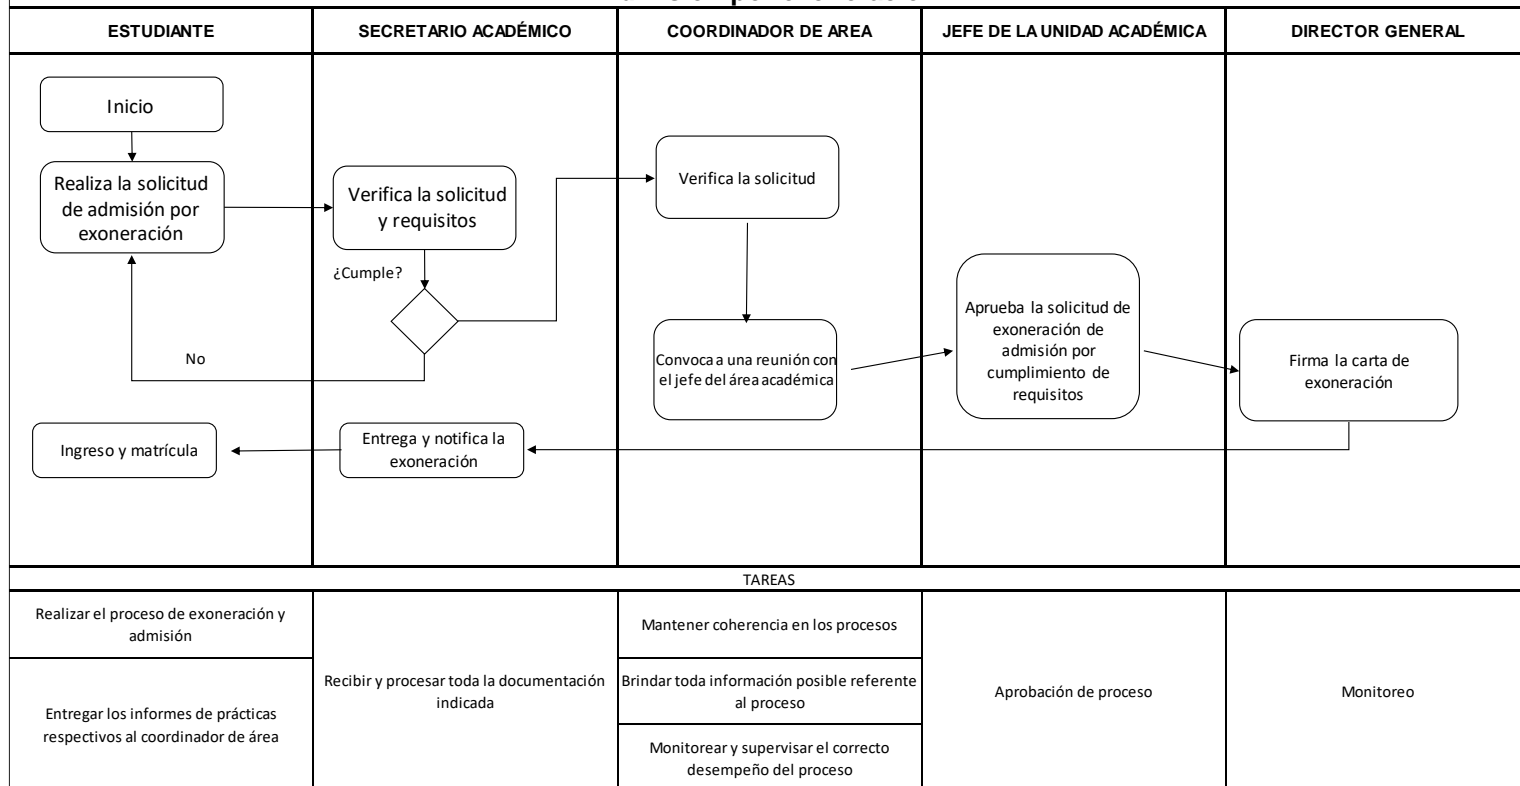 ESTUDIANTE
SECRETARIO ACADÉMICO
COORDINADOR DE AREA
JEFE DE LA UNIDAD ACADÉMICA
DIRECTOR GENERAL
Inicio
Realiza la solicitud
de admisión por
exoneración
Verifica la solicitud
y requisitos
¿Cumple?
No
Verifica la solicitud
Convoca a una reunión con
el jefe del área académica
Aprueba la solicitud de
exoneración de
admisión por
cumplimiento de
requisitos
Firma la carta de
exoneración
Entrega y notifica la
exoneración
Ingreso y matrícula
TAREAS
Realizar el proceso de exoneración y
admisión
Entregar los informes de prácticas
respectivos al coordinador de área
Recibir y procesar toda la documentación
indicada
Mantener coherencia en los procesos
Brindar toda información posible referente
al proceso
Monitorear y supervisar el correcto
desempeño del proceso
Aprobación de proceso
Monitoreo